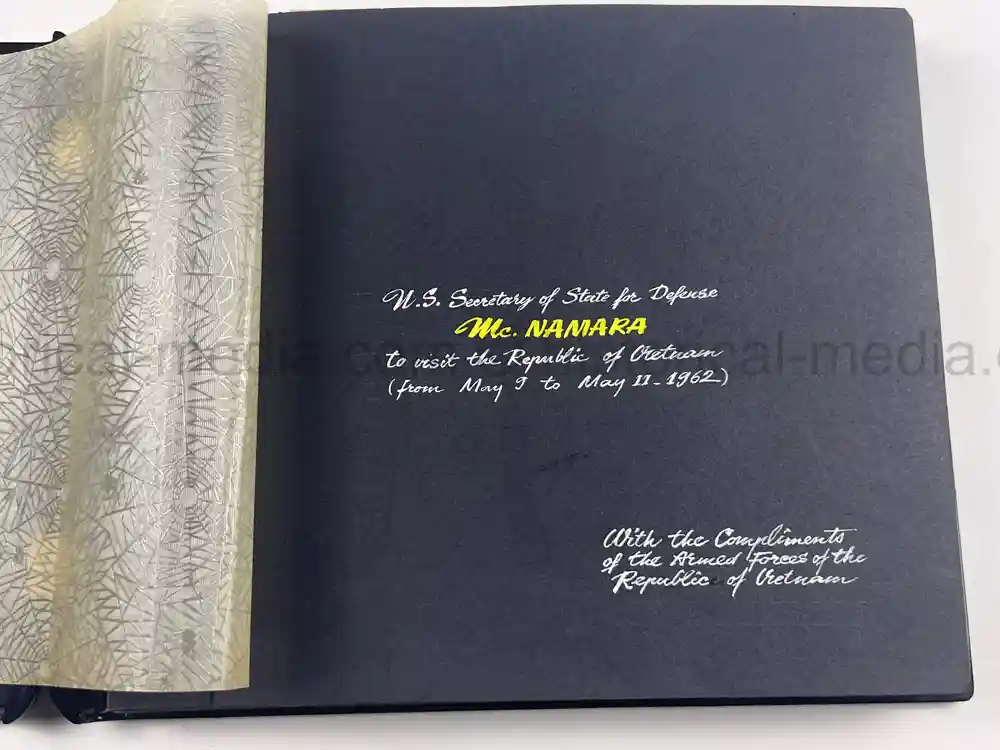 U.S. Secretary of State for Defense
Mc. NAMARA
to visit the Republic of Vietnam
(from May 9 to May 11-1962)
With the Compliments
of the Armed Forces of the
Republic of Vietnam